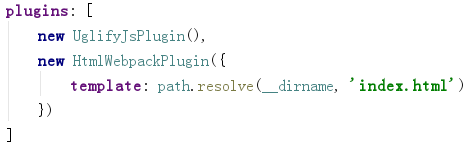 plugins: [
    new UglifyJsPlugin(),
    new HtmlWebpackPlugin({
        template: path.resolve(__dirname, 'index.html')
    })
]